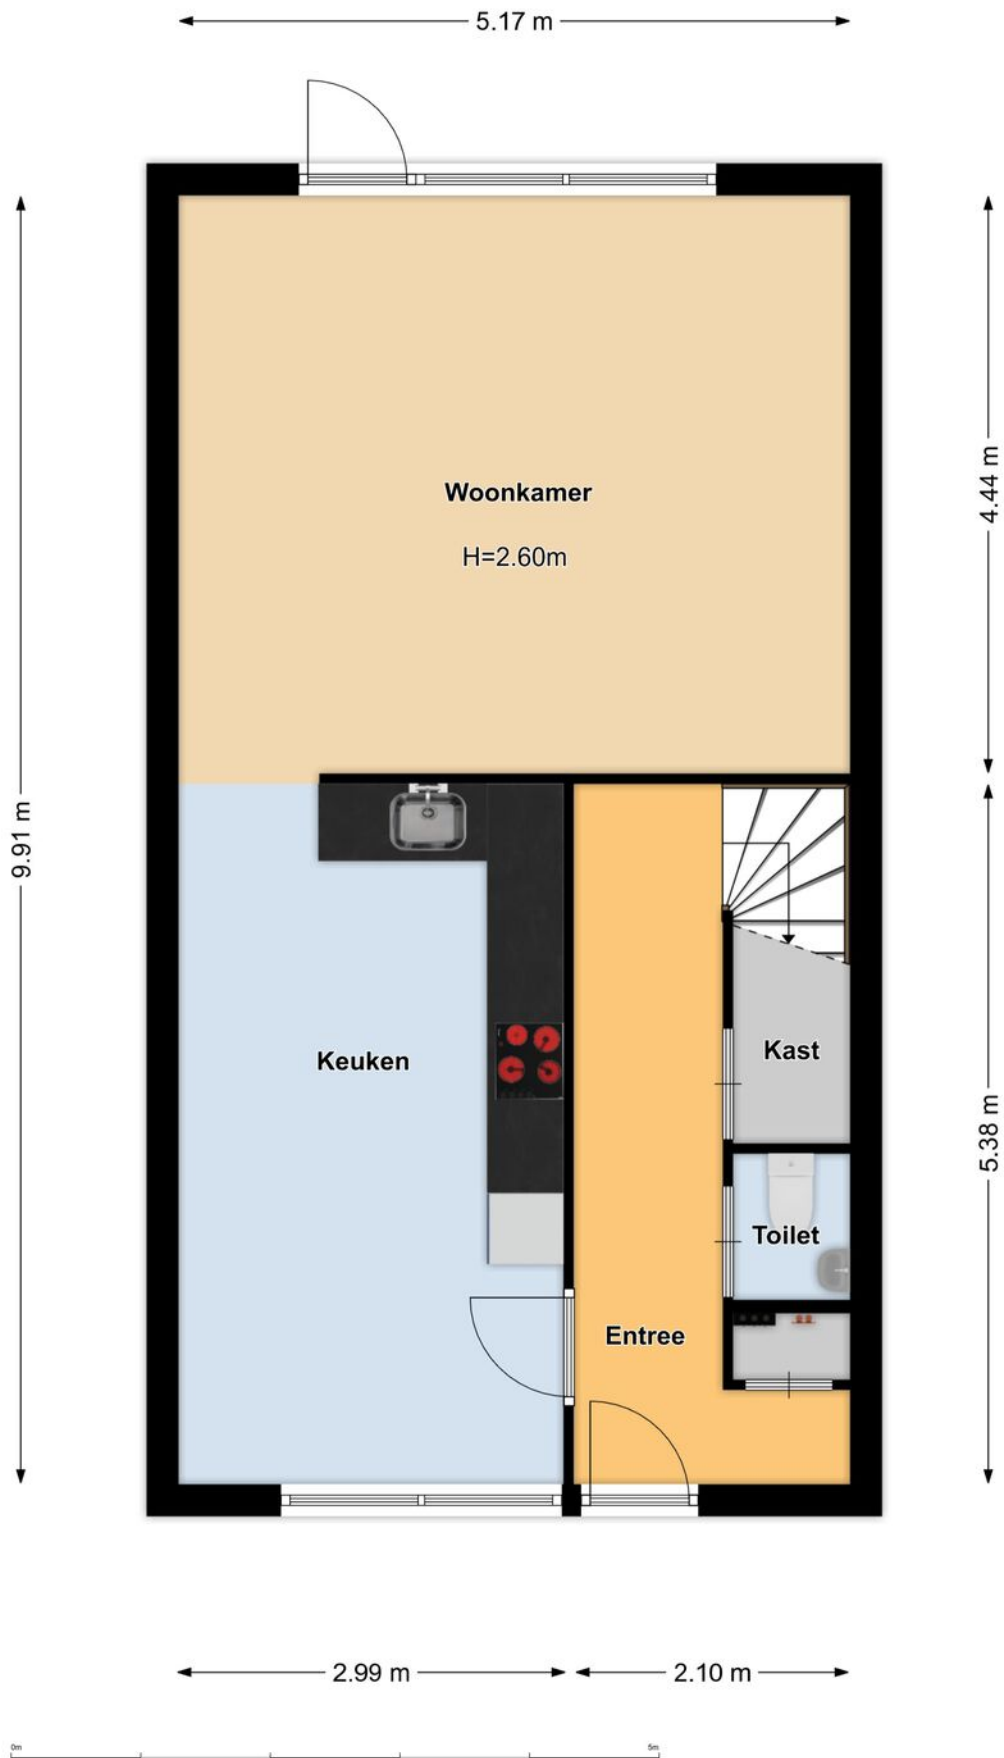 5.17 m
Woonkamer
H=2.60m
4.44 m
9.91 m
Keuken
Kast
5.38 m
Toilet
Entree
2.99 m
2.10 m
0m
5m